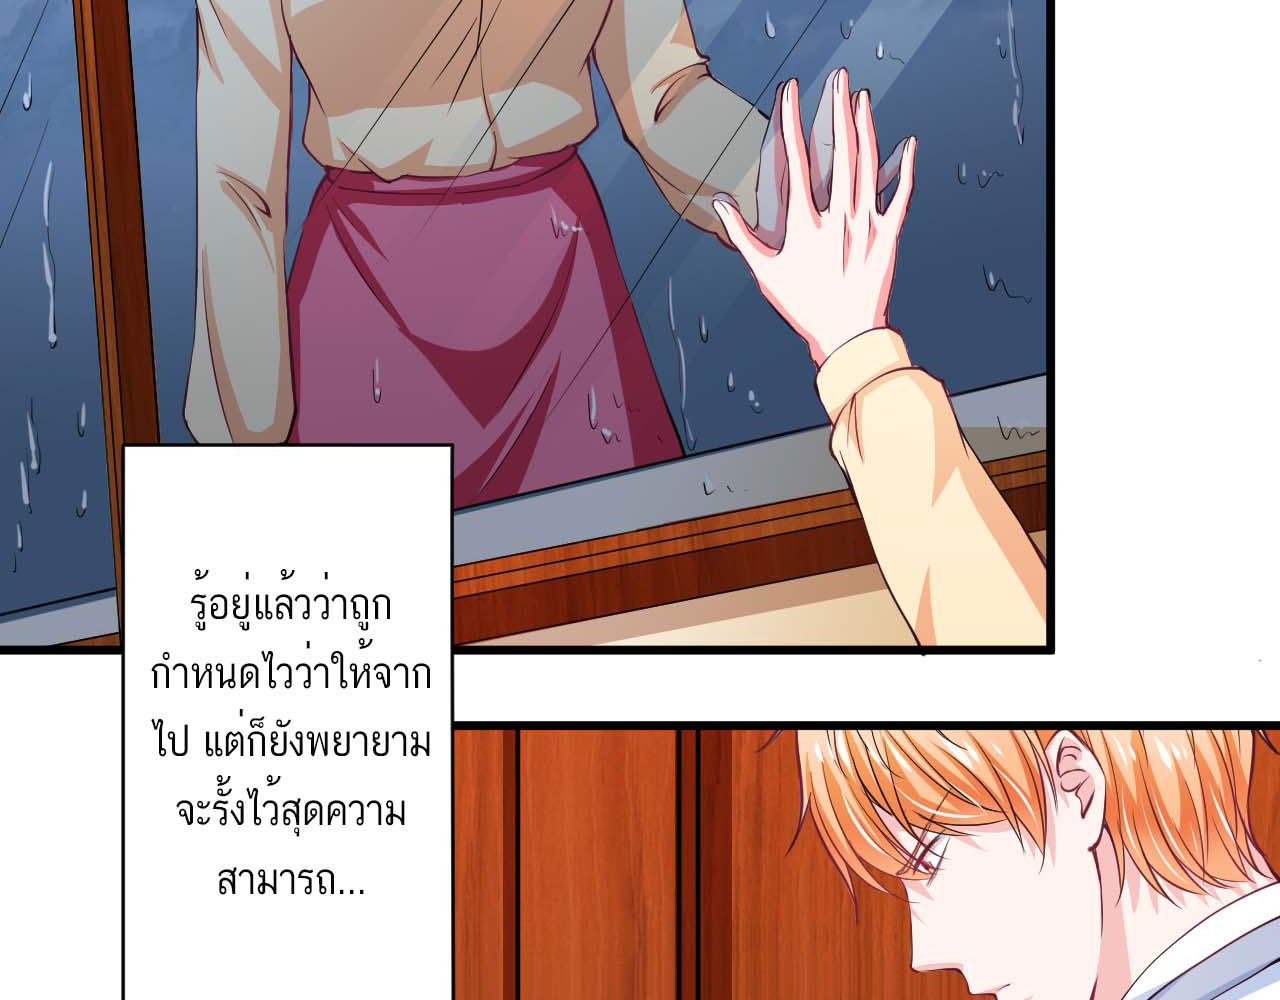 รู้อยู่แล้วว่าถูก
กำหนดไวว่าให้จาก
ไป แต่ก็ยังพยายาม
จะรั้งไว้สุดความ
สามารถ...